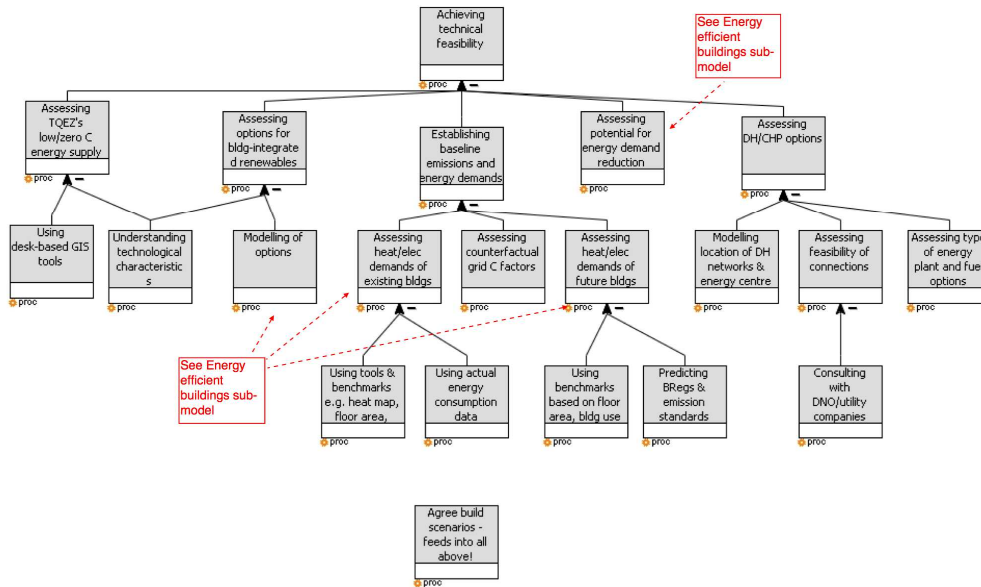 Achieving
technical
feasibility
proc
See Energy
efficient
buildings sub-
model
Assessing
TQEZ's
low/zero C
energy supply
proc
Assessing
options for
bldg-integrate
d renewables
proc
Establishing
baseline
emissions and
energy demands
proc
Assessing
potential for
energy demand
reduction
proc
Assessing
DH/CHP options
proc
Using
desk-based GIS
tools
proc
Understanding
technological
characteristic
s
proc
Modelling of
options
proc
Assessing
heat/elec
demands of
existing bldgs
proc
Assessing
counterfactual
grid C factors
proc
Assessing
heat/elec
demands of
future bldgs
proc
Modelling
location of DH
networks &
energy centre
proc
Assessing
feasibility of
connections
proc
Assessing type
of energy
plant and fuel
options
proc
See Energy
efficient
buildings sub-
model
Using tools &
benchmarks
e.g. heat map,
floor area,
proc
Using actual
energy
consumption
data
proc
Using
benchmarks
based on floor
area, bldg use
proc
Predicting
BRegs &
emission
standards
proc
Consulting
with
DNO/utility
companies
proc
Agree build
scenarios -
feeds into all
above!
proc